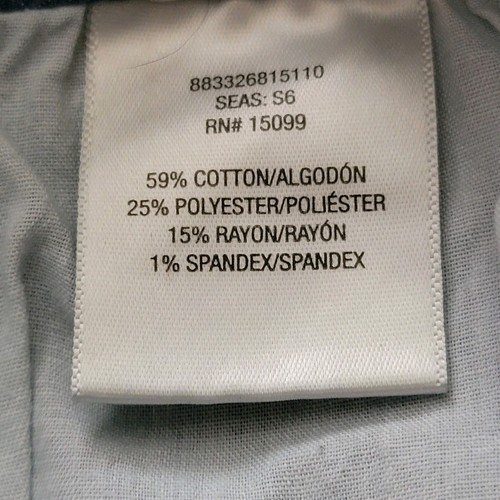 883326815110
SEAS: S6
RN# 15099
59% COTTON/ALGODÓN
25% POLYESTER/POLIÉSTER
15% RAYON/RAYÓN
1% SPANDEX/SPANDEX